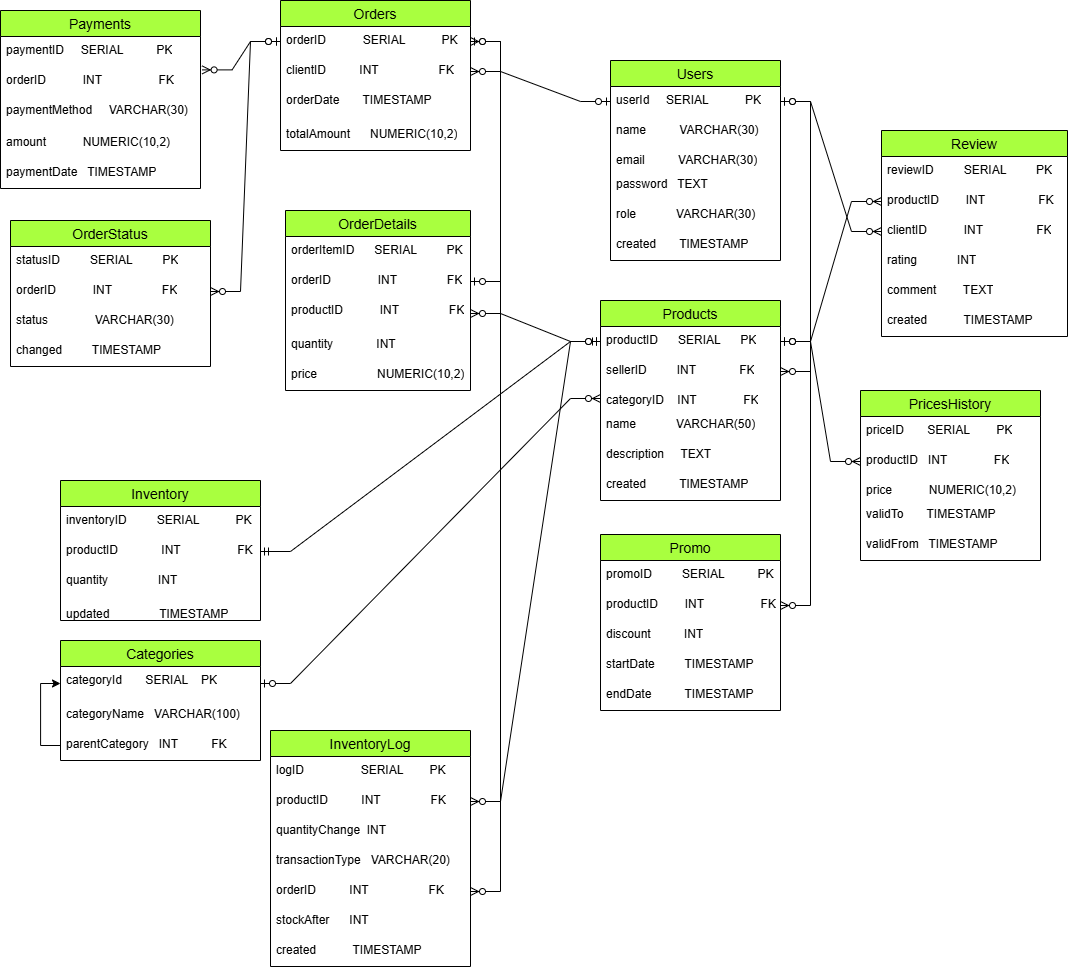 Payments
paymentID SERIAL PK
orderID INT FK
paymentMethod VARCHAR(30)
amount NUMERIC(10,2)
paymentDate TIMESTAMP
Orders
orderID SERIAL PK
clientID INT FK
orderDate TIMESTAMP
totalAmount NUMERIC(10,2)
Users
userId SERIAL PK
name VARCHAR(30)
email VARCHAR(30)
password TEXT
role VARCHAR(30)
created TIMESTAMP
Review
reviewID SERIAL PK
productID INT FK
clientID INT FK
rating INT
comment TEXT
created TIMESTAMP
OrderStatus
statusID SERIAL PK
orderID INT FK
status VARCHAR(30)
changed TIMESTAMP
OrderDetails
orderItemID SERIAL PK
orderID INT FK
productID INT FK
quantity INT
price NUMERIC(10,2)
Products
productID SERIAL PK
sellerID INT FK
categoryID INT FK
name VARCHAR(50)
description TEXT
created TIMESTAMP
PricesHistory
priceID SERIAL PK
productID INT FK
price NUMERIC(10,2)
validTo TIMESTAMP
validFrom TIMESTAMP
Inventory
inventoryID SERIAL PK
productID INT FK
quantity INT
updated TIMESTAMP
Promo
promoID SERIAL PK
productID INT FK
discount INT
startDate TIMESTAMP
endDate TIMESTAMP
Categories
categoryId SERIAL PK
categoryName VARCHAR(100)
parentCategory INT FK
InventoryLog
logID SERIAL PK
productID INT FK
quantityChange INT
transactionType VARCHAR(20)
orderID INT FK
stockAfter INT
created TIMESTAMP